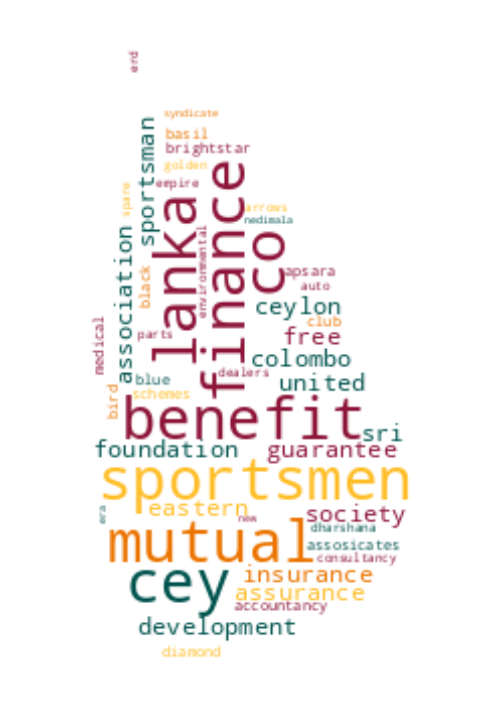 erd
syndicate
sportsman
basil
brightstar
golden
finance
empire
spare
lanka
arrows
nedimala
environmental
association
co
apsara
black
auto
ceylon
medical
club
parts
free
colombo
dealers
blue
united
bird
schemes
benefit
sri
foundation
guarantee
sportsmen
eastern
era
society
new
mutual
dharshana
assosicates
consultancy
cey
insurance
assurance
accountancy
development
diamond